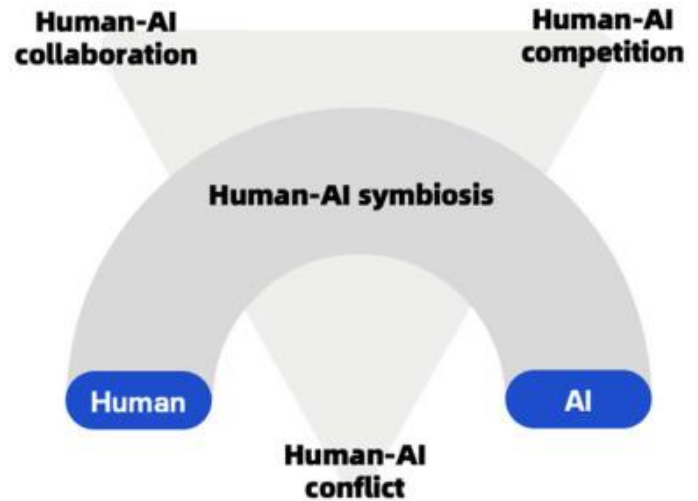 Human-AI
collaboration
Human-AI
competition
Human-AI symbiosis
Human
AI
Human-AI
conflict